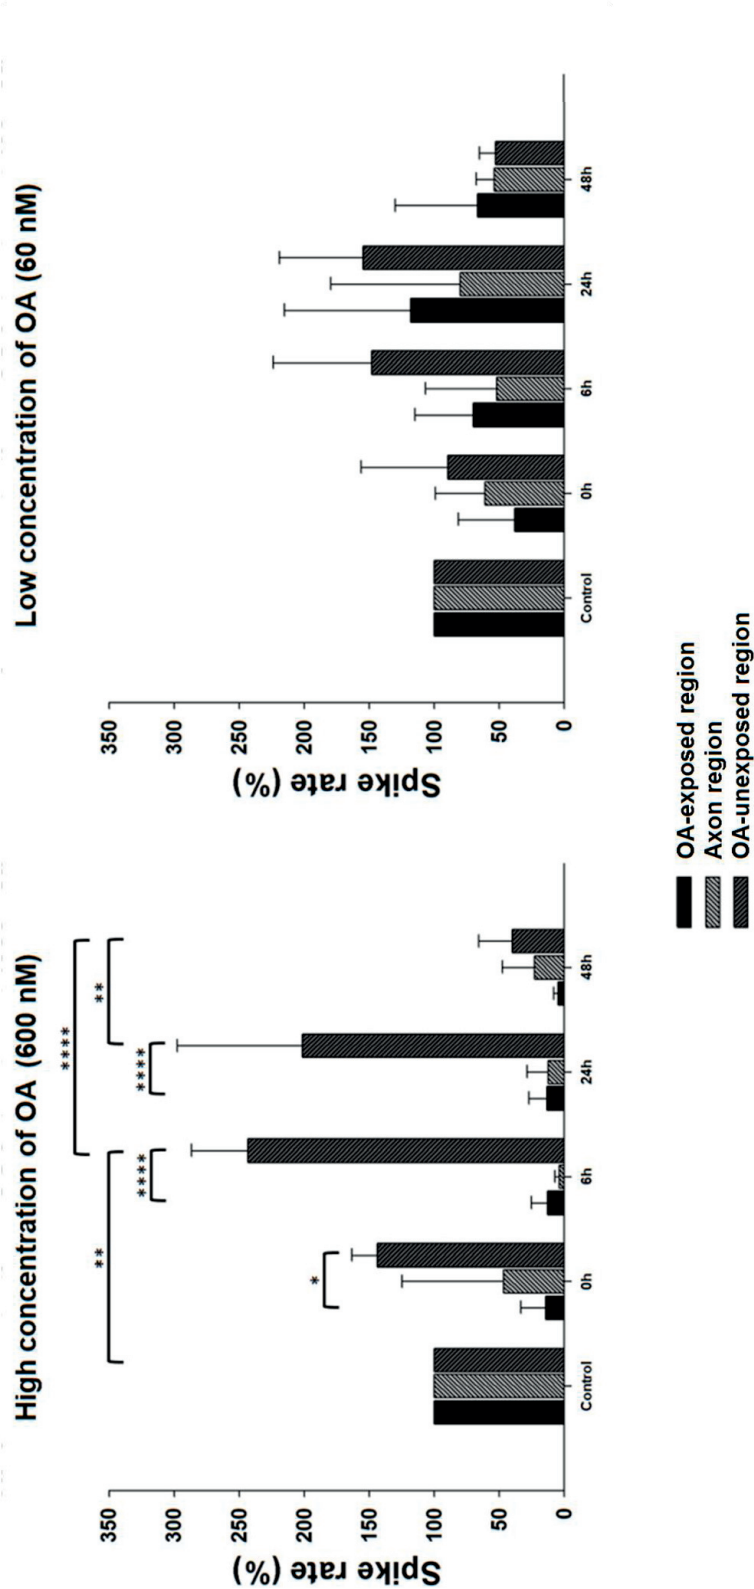 High concentration of OA (600 nM)
Spike rate (%)
350
300
250
200
150
100
50
0
****
**
**
****
****
*
Control
0h
6h
24h
48h
Low concentration of OA (60 nM)
Spike rate (%)
350
300
250
200
150
100
50
0
Control
0h
6h
24h
48h
OA-exposed region
Axon region
OA-unexposed region